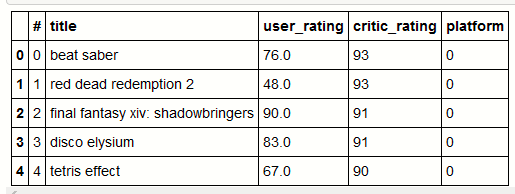 # title user_rating critic_rating platform
0 0 beat saber 76.0 93 0
1 1 red dead redemption 2 48.0 93 0
2 2 final fantasy xiv: shadowbringers 90.0 91 0
3 3 disco elysium 83.0 91 0
4 4 tetris effect 67.0 90 0